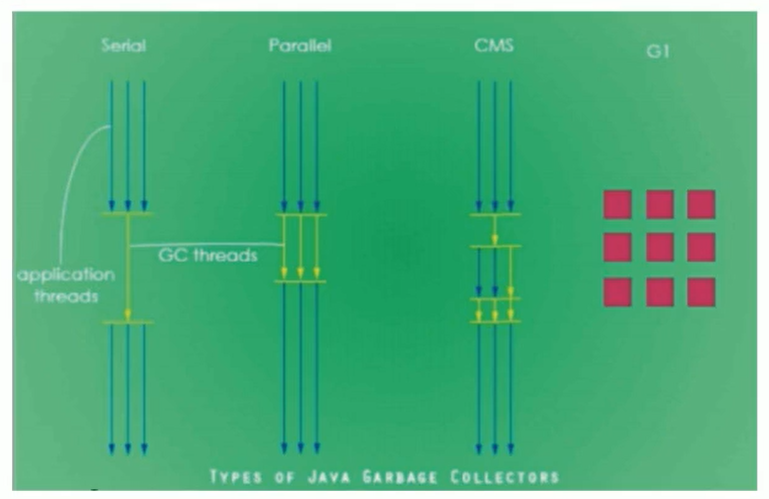 Serial
Parallel
CMS
G1
GC threads
application
threads
TYPES OF JAVA GARBAGE COLLECTORS